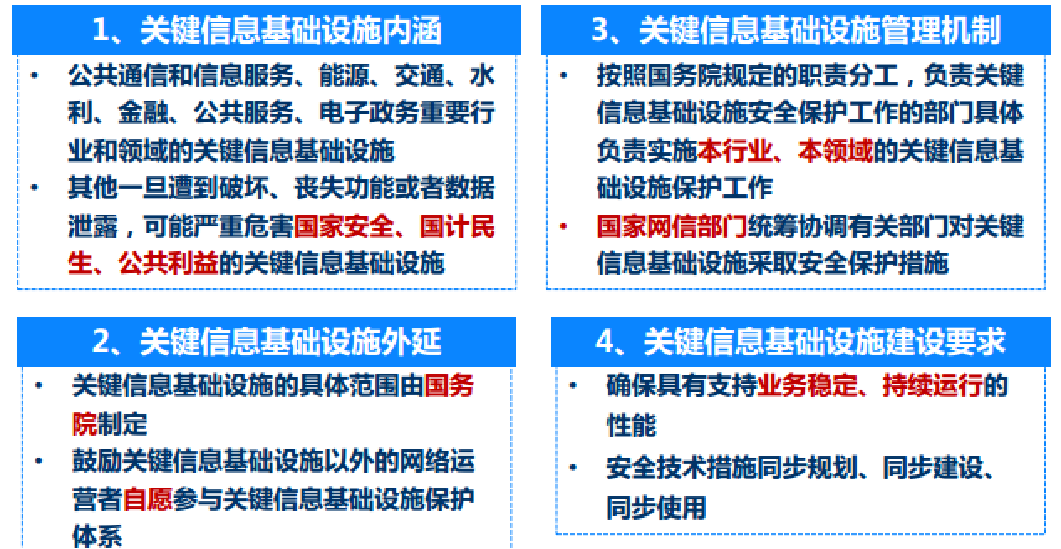 1、关键信息基础设施内涵
• 公共通信和信息服务、能源、交通、水
利、金融、公共服务、电子政务重要行
业和领域的关键信息基础设施
• 其他一旦遭到破坏、丧失功能或者数据
泄露，可能严重危害国家安全、国计民
生、公共利益的关键信息基础设施
2、关键信息基础设施外延
• 关键信息基础设施的具体范围由国务
院制定
• 鼓励关键信息基础设施以外的网络运
营者自愿参与关键信息基础设施保护
体系
3、关键信息基础设施管理机制
• 按照国务院规定的职责分工，负责关键
信息基础设施安全保护工作的部门具体
负责实施本行业、本领域的关键信息基
础设施保护工作
• 国家网信部门统筹协调有关部门对关键
信息基础设施采取安全保护措施
4、关键信息基础设施建设要求
• 确保具有支持业务稳定、持续运行的
性能
• 安全技术措施同步规划、同步建设、
同步使用